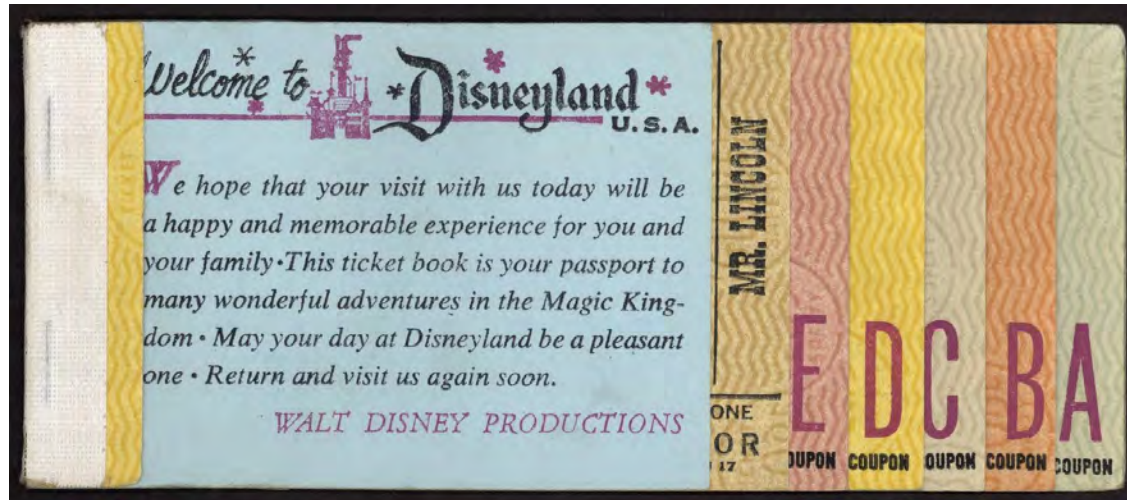 Welcome to Disneyland
U.S.A.
We hope that your visit with us today will be
a happy and memorable experience for you and
your family • This ticket book is your passport to
many wonderful adventures in the Magic King-
dom • May your day at Disneyland be a pleasant
one • Return and visit us again soon.
WALT DISNEY PRODUCTIONS
MR. LINCOLN
ONE
OR
17
E
OUPON
D
COUPON
C
OUPON
B
COUPON
A
COUPON